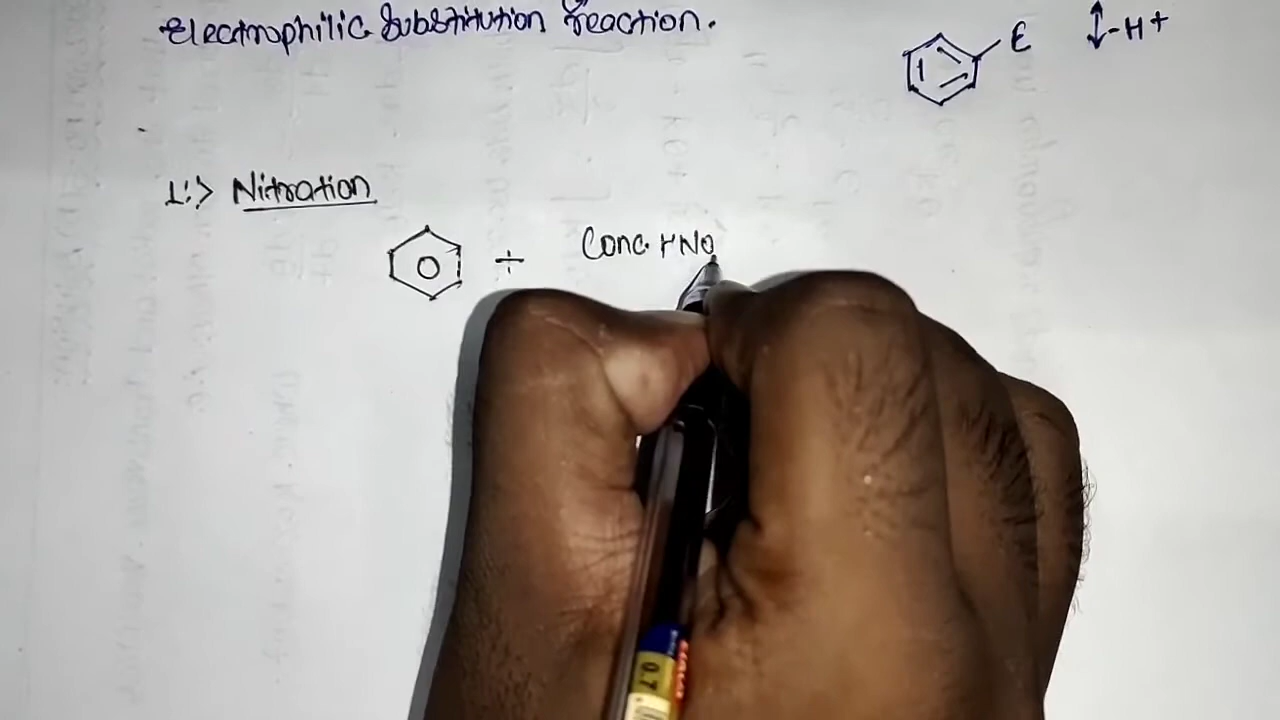 Electrophilic Substitution reaction.
E
-H+
1:> Nitration
+ Conc. HNO
0.7